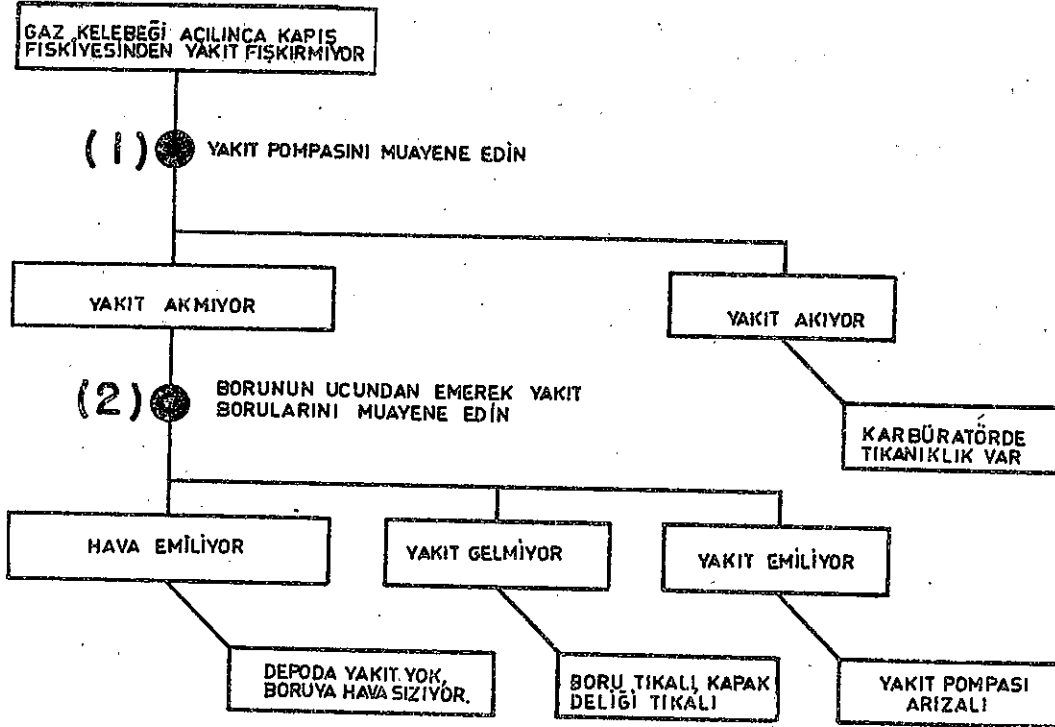 GAZ KELEBEĞİ AÇILINCA KAPIŞ
FISKİYESİNDEN YAKIT FIŞKIRMIYOR
(1) YAKIT POMPASINI MUAYENE EDİN
YAKIT AKMIYOR
YAKIT AKIYOR
(2) BORUNUN UCUNDAN EMEREK YAKIT
BORULARINI MUAYENE EDİN
KARBÜRATÖRDE
TIKANIKLIK VAR
HAVA EMİLİYOR
YAKIT GELMİYOR
YAKIT EMİLİYOR
DEPODA YAKIT YOK,
BORUYA HAVA SIZIYOR.
BORU TIKALI, KAPAK
DELİĞİ TIKALI
YAKIT POMPASI
ARIZALI